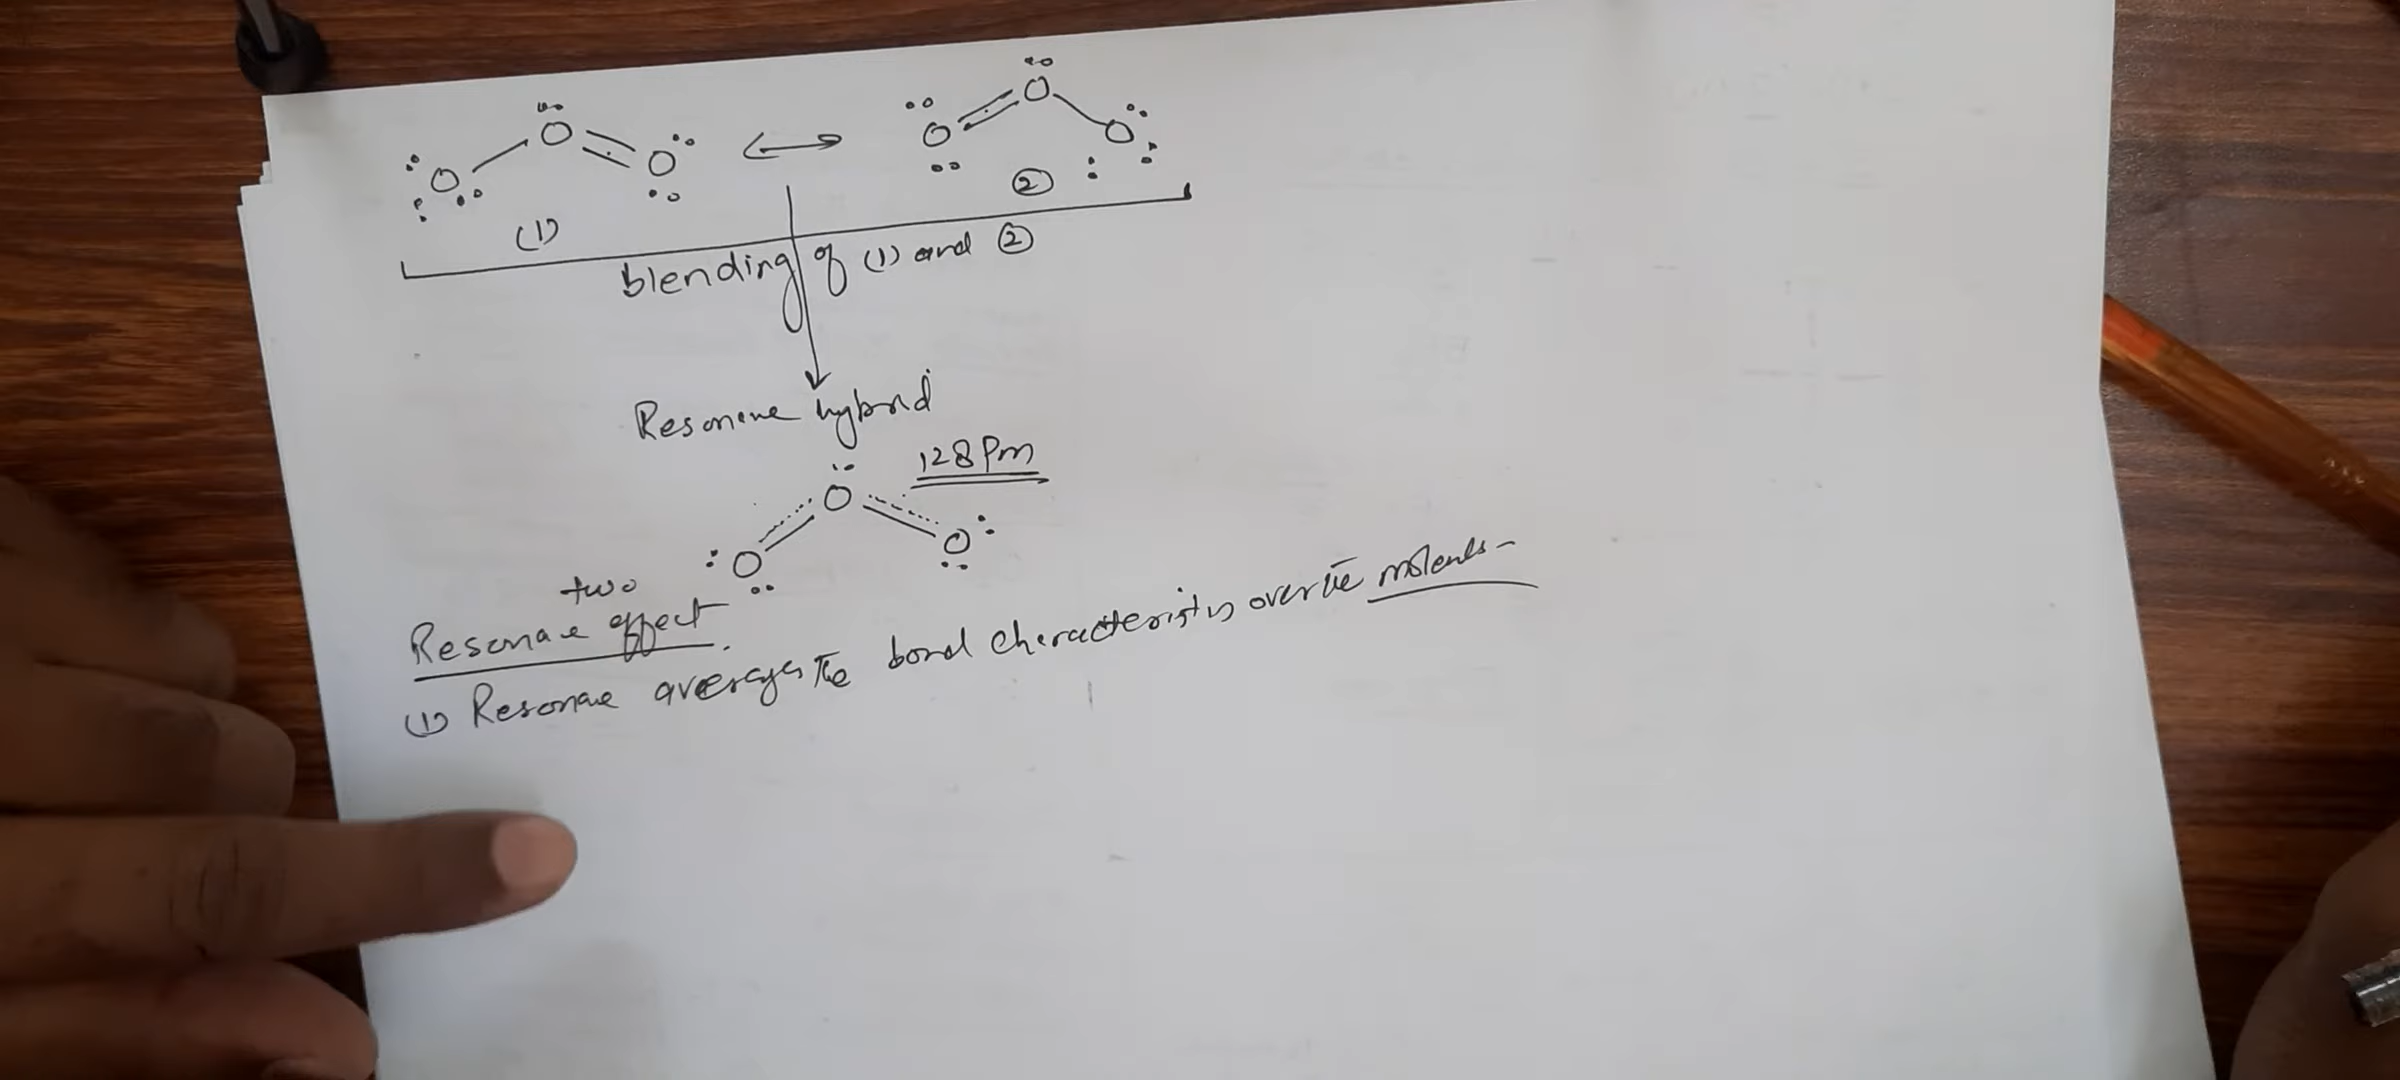 O O O ⟷ O O O
(1) ②
blending of (1) and ②
Resonance hybrid
128 Pm
O O O
two
Resonance effect.
(1) Resonance averages the bond characteristics over the molecules